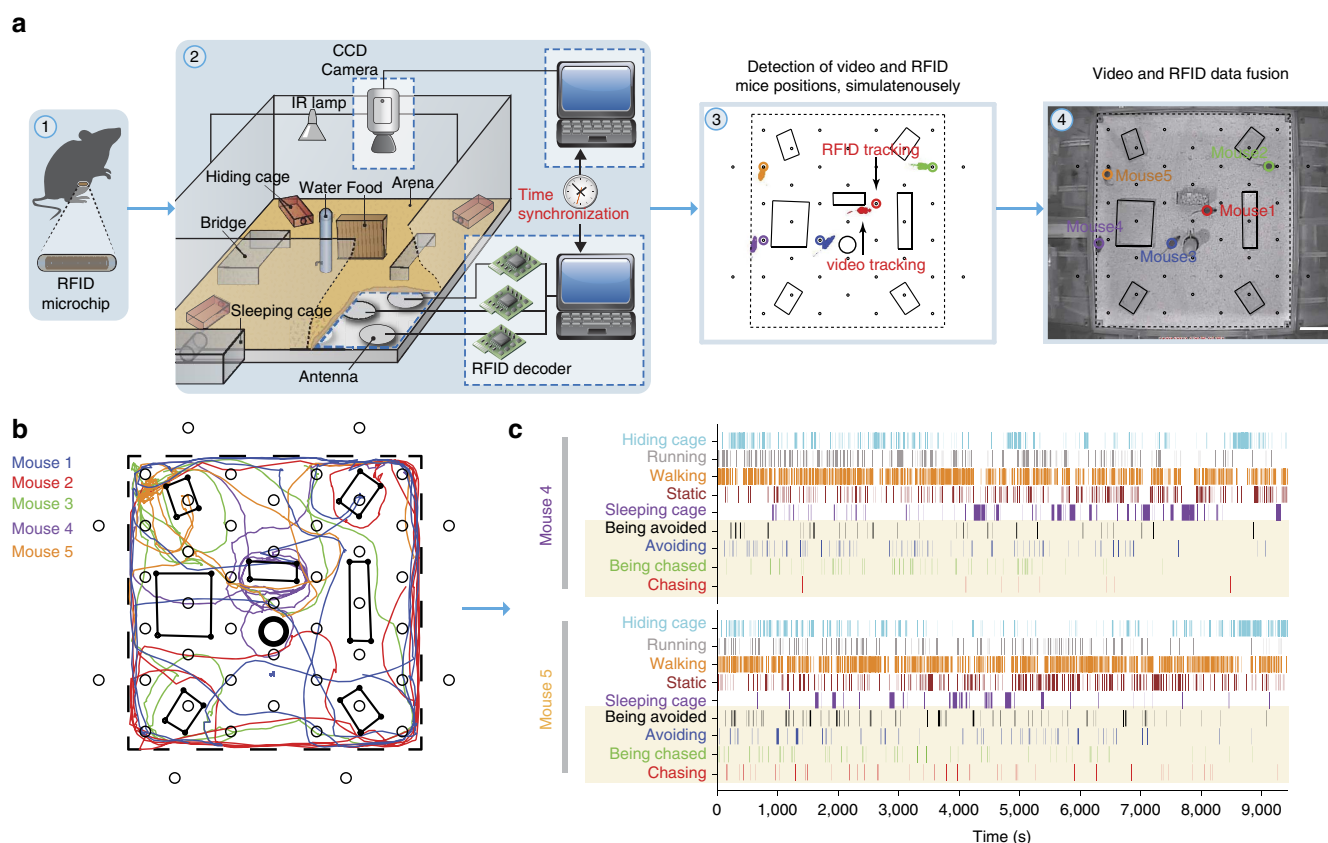 a
1
RFID
microchip
2
CCD
Camera
IR lamp
Hiding cage
Water Food
Arena
Bridge
Sleeping cage
Antenna
Time
synchronization
RFID decoder
Detection of video and RFID
mice positions, simulatenousely
3
RFID tracking
video tracking
Video and RFID data fusion
4
Mouse5
Mouse1
Mouse4
Mouse3
b
Mouse 1
Mouse 2
Mouse 3
Mouse 4
Mouse 5
c
Mouse 4
Hiding cage
Running
Walking
Static
Sleeping cage
Being avoided
Avoiding
Being chased
Chasing
Mouse 5
Hiding cage
Running
Walking
Static
Sleeping cage
Being avoided
Avoiding
Being chased
Chasing
0 1,000 2,000 3,000 4,000 5,000 6,000 7,000 8,000 9,000
Time (s)